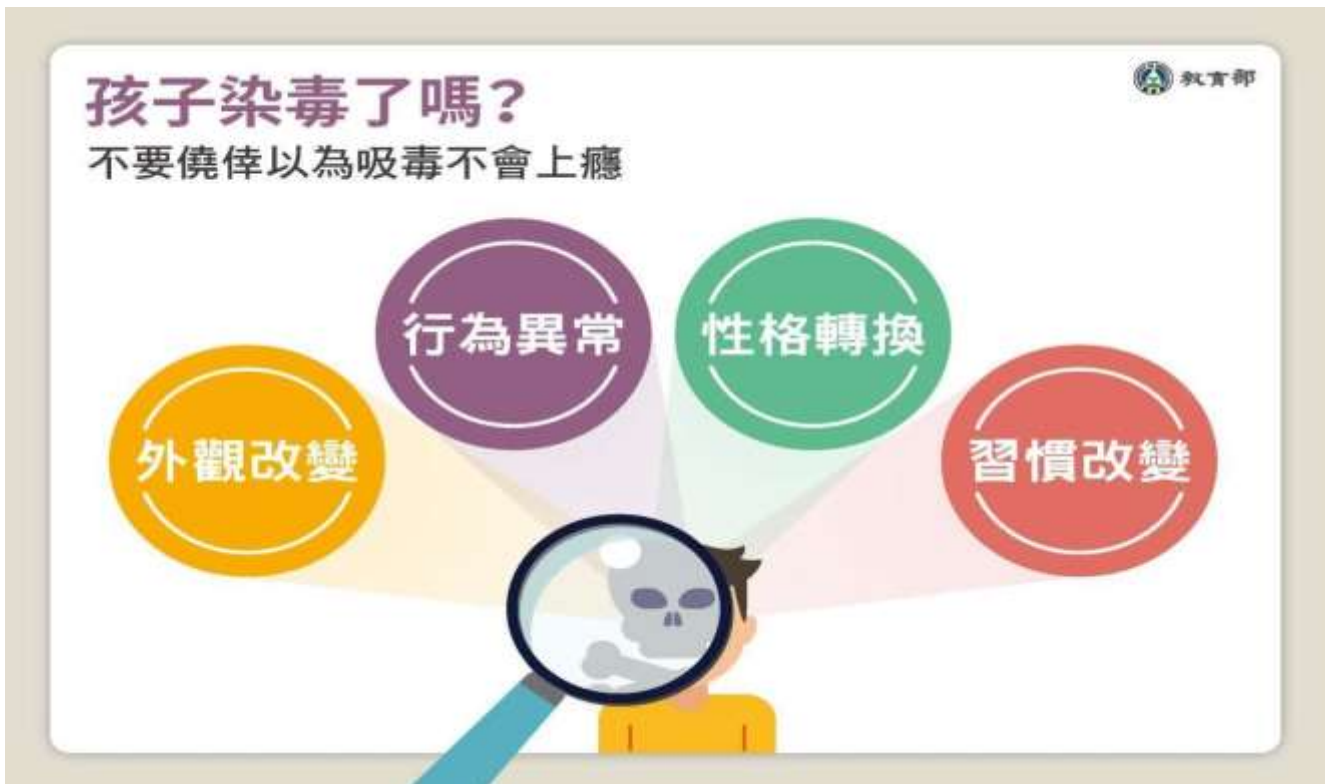 孩子染毒了嗎?
教育部
不要僥倖以為吸毒不會上癮
行為異常
性格轉換
外觀改變
習慣改變